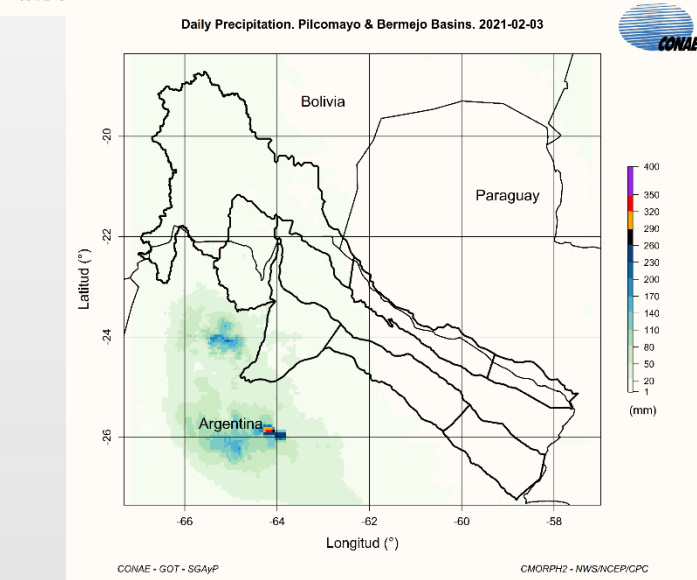 Daily Precipitation. Pilcomayo & Bermejo Basins. 2021-02-03
CONAE
Bolivia
Paraguay
Argentina
-20
22
24
-26
Latitud (°)
-66
-64
-62
-60
-58
Longitud (°)
400
350
320
290
260
230
200
170
140
110
80
50
20
1
(mm)
CONAE - GOT - SGAyP
CMORPH2 - NWS/NCEP/CPC